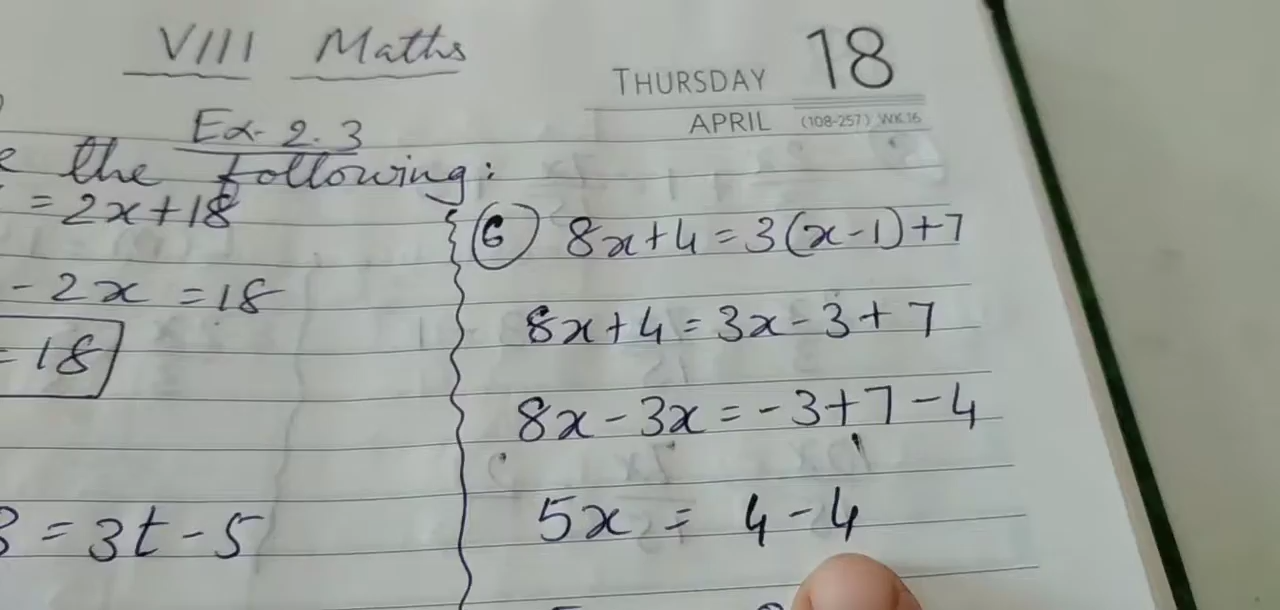 VIII Maths
THURSDAY 18
APRIL (108-257) WK 16
Ex- 2.3
the following:
= 2x+18
- 2x = 18
= 18
= 3t - 5
6 8x+4 = 3(x-1)+7
8x+4 = 3x-3+7
8x-3x = -3+7-4
5x = 4-4